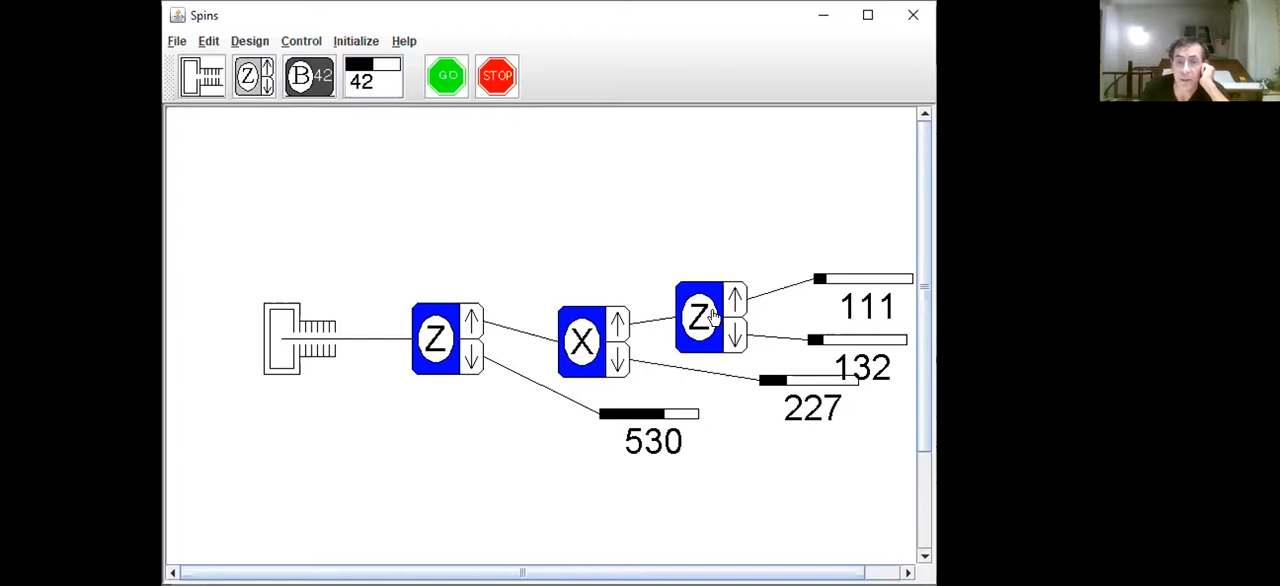 Spins
File Edit Design Control Initialize Help
Z B 42 42 GO STOP
Z X Z
111
132
227
530